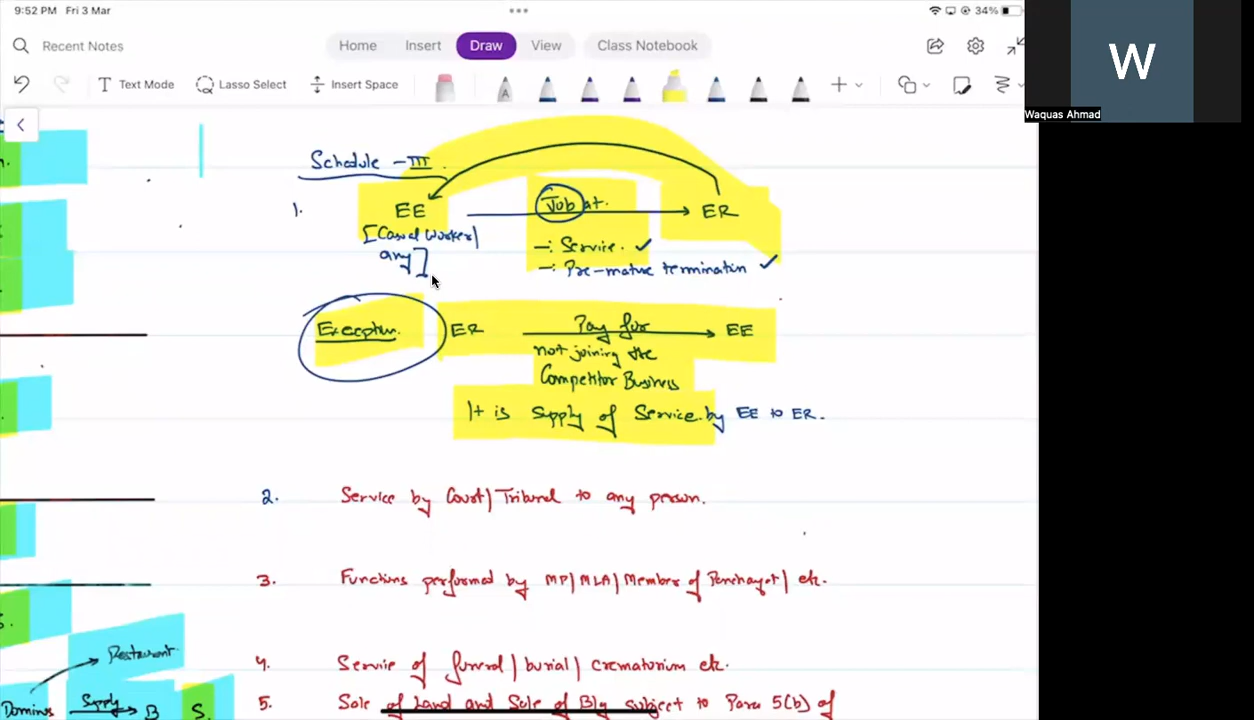 9:52 PM Fri 3 Mar
34%
Recent Notes
Home Insert Draw View Class Notebook
Text Mode Lasso Select Insert Space
W
Waquas Ahmad
Schedule - III
1. EE Job at. ER
[Casual Worker]
any]
-: Service. ✓
-: Pre-mature termination ✓
Exception. ER Pay for EE
not joining the
Competitor Business
It is Supply of Service by EE to ER.
2. Service by Court/Tribunal to any person.
3. Functions performed by MP/MLA/Member of Panchayat/etc.
4. Service of funeral/burial/crematorium etc.
5. Sale of Land and Sale of Blg subject to Para 5(b) of
Restaurant
Dominos Supply B S.